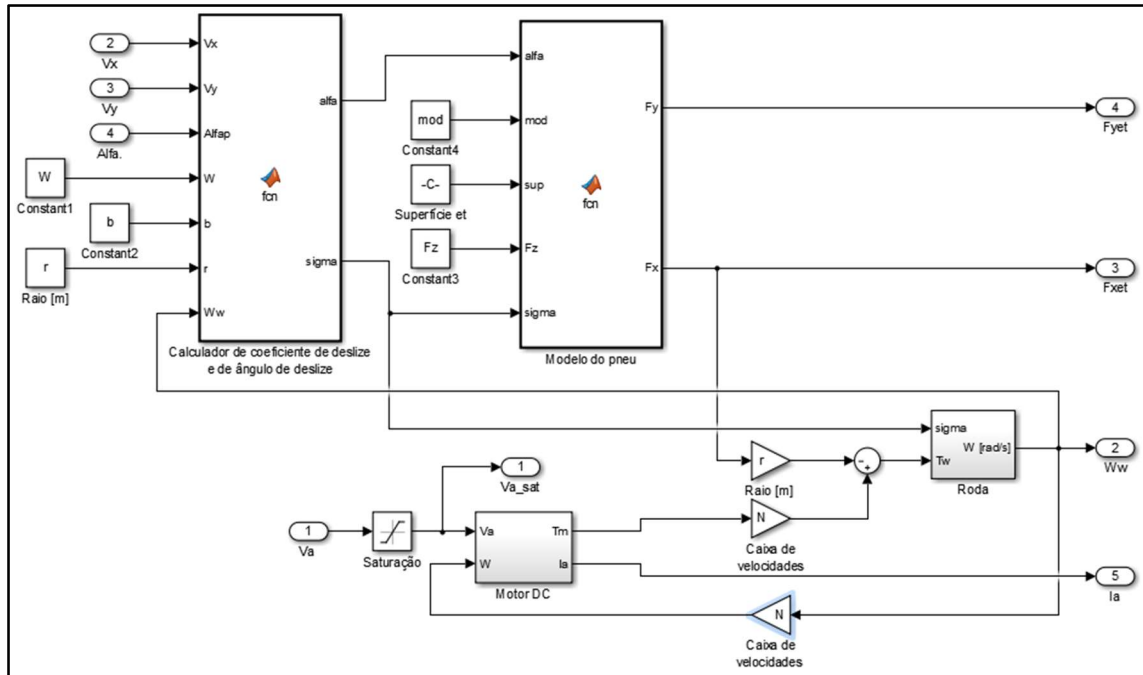 2
Vx
3
Vy
4
Alfa.
W
Constant1
b
Constant2
r
Raio [m]
Vx
Vy
Alfap
W
b
r
Ww
fcn
alfa
sigma
Calculador de coeficiente de deslize
e de ângulo de deslize
mod
Constant4
-C-
Superfície et
Fz
Constant3
alfa
mod
sup
Fz
sigma
fcn
Fy
Fx
Modelo do pneu
4
Fyet
3
Fxet
sigma
Tw
W [rad/s]
Roda
2
Ww
r
Raio [m]
-
+
1
Va_sat
1
Va
Saturação
Va
W
Tm
Ia
Motor DC
N
Caixa de
velocidades
5
Ia
N
Caixa de
velocidades